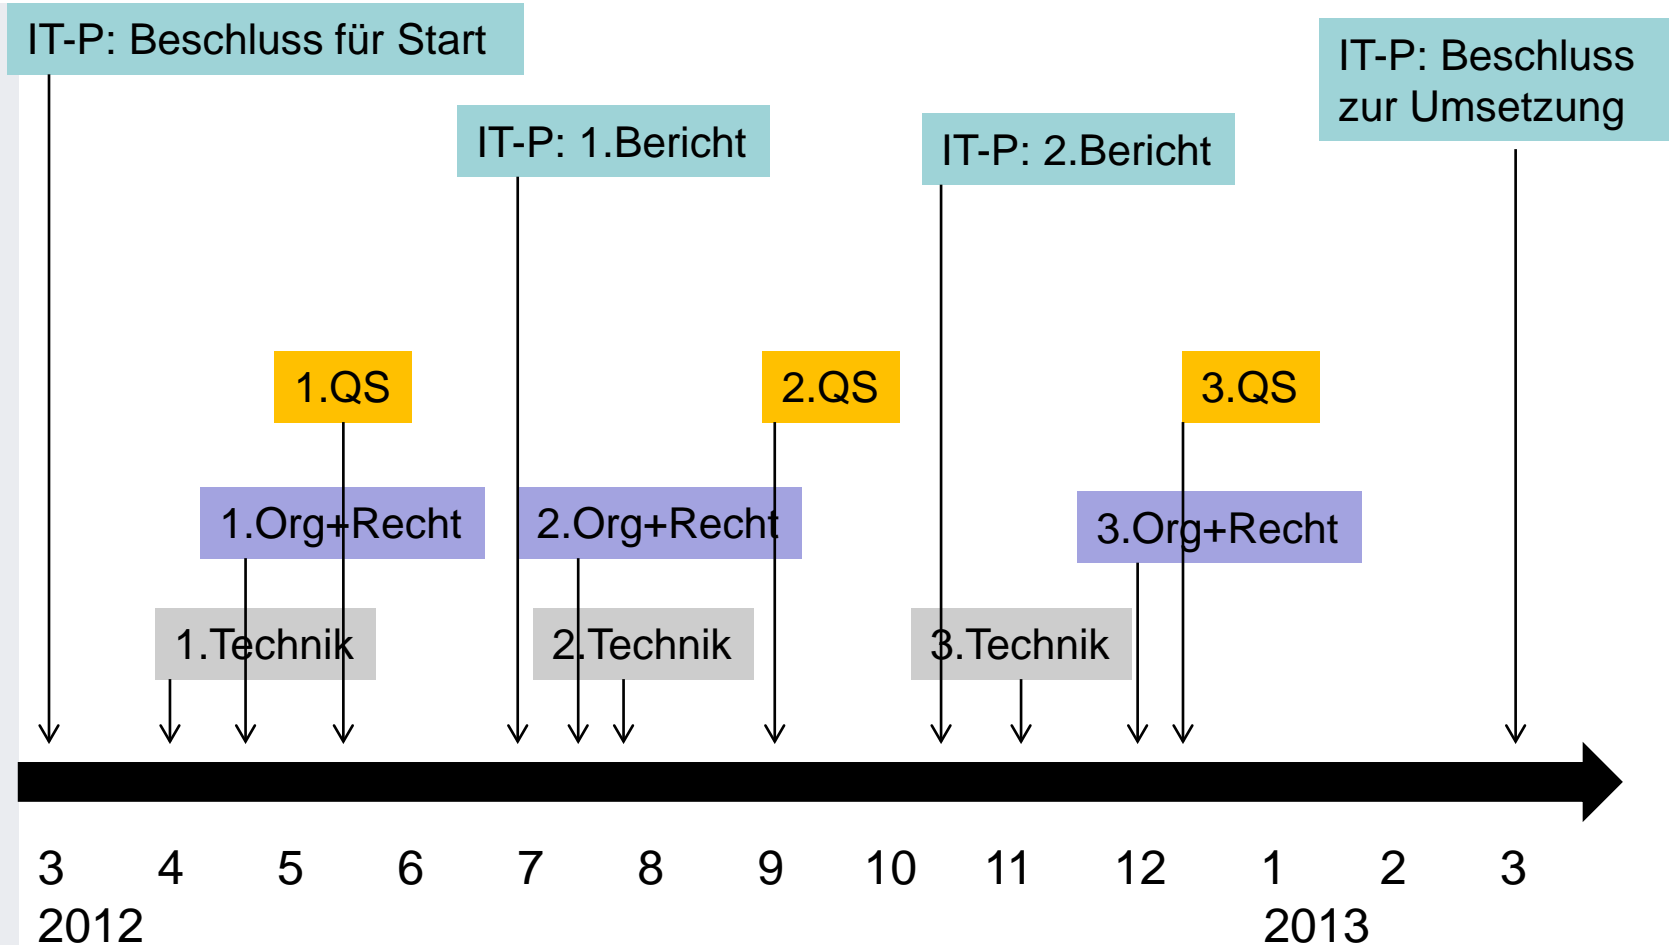 IT-P: Beschluss für Start
IT-P: Beschluss
zur Umsetzung
IT-P: 1.Bericht
IT-P: 2.Bericht
1.QS
2.QS
3.QS
1.Org+Recht
2.Org+Recht
3.Org+Recht
1.Technik
2.Technik
3.Technik
3 4 5 6 7 8 9 10 11 12 1 2 3
2012 2013